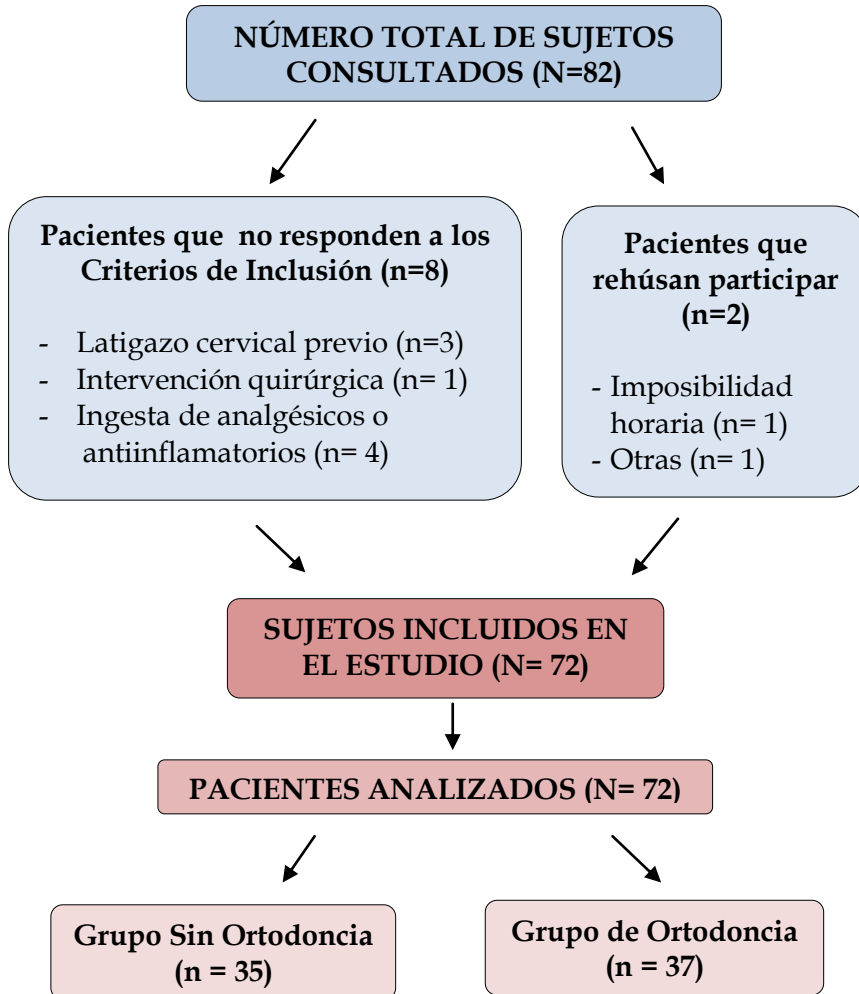 NÚMERO TOTAL DE SUJETOS
CONSULTADOS (N=82)
Pacientes que no responden a los
Criterios de Inclusión (n=8)
- Latigazo cervical previo (n=3)
- Intervención quirúrgica (n= 1)
- Ingesta de analgésicos o
antiinflamatorios (n= 4)
Pacientes que
rehúsan participar
(n=2)
- Imposibilidad
horaria (n= 1)
- Otras (n= 1)
SUJETOS INCLUIDOS EN
EL ESTUDIO (N= 72)
PACIENTES ANALIZADOS (N= 72)
Grupo Sin Ortodoncia
(n = 35)
Grupo de Ortodoncia
(n = 37)